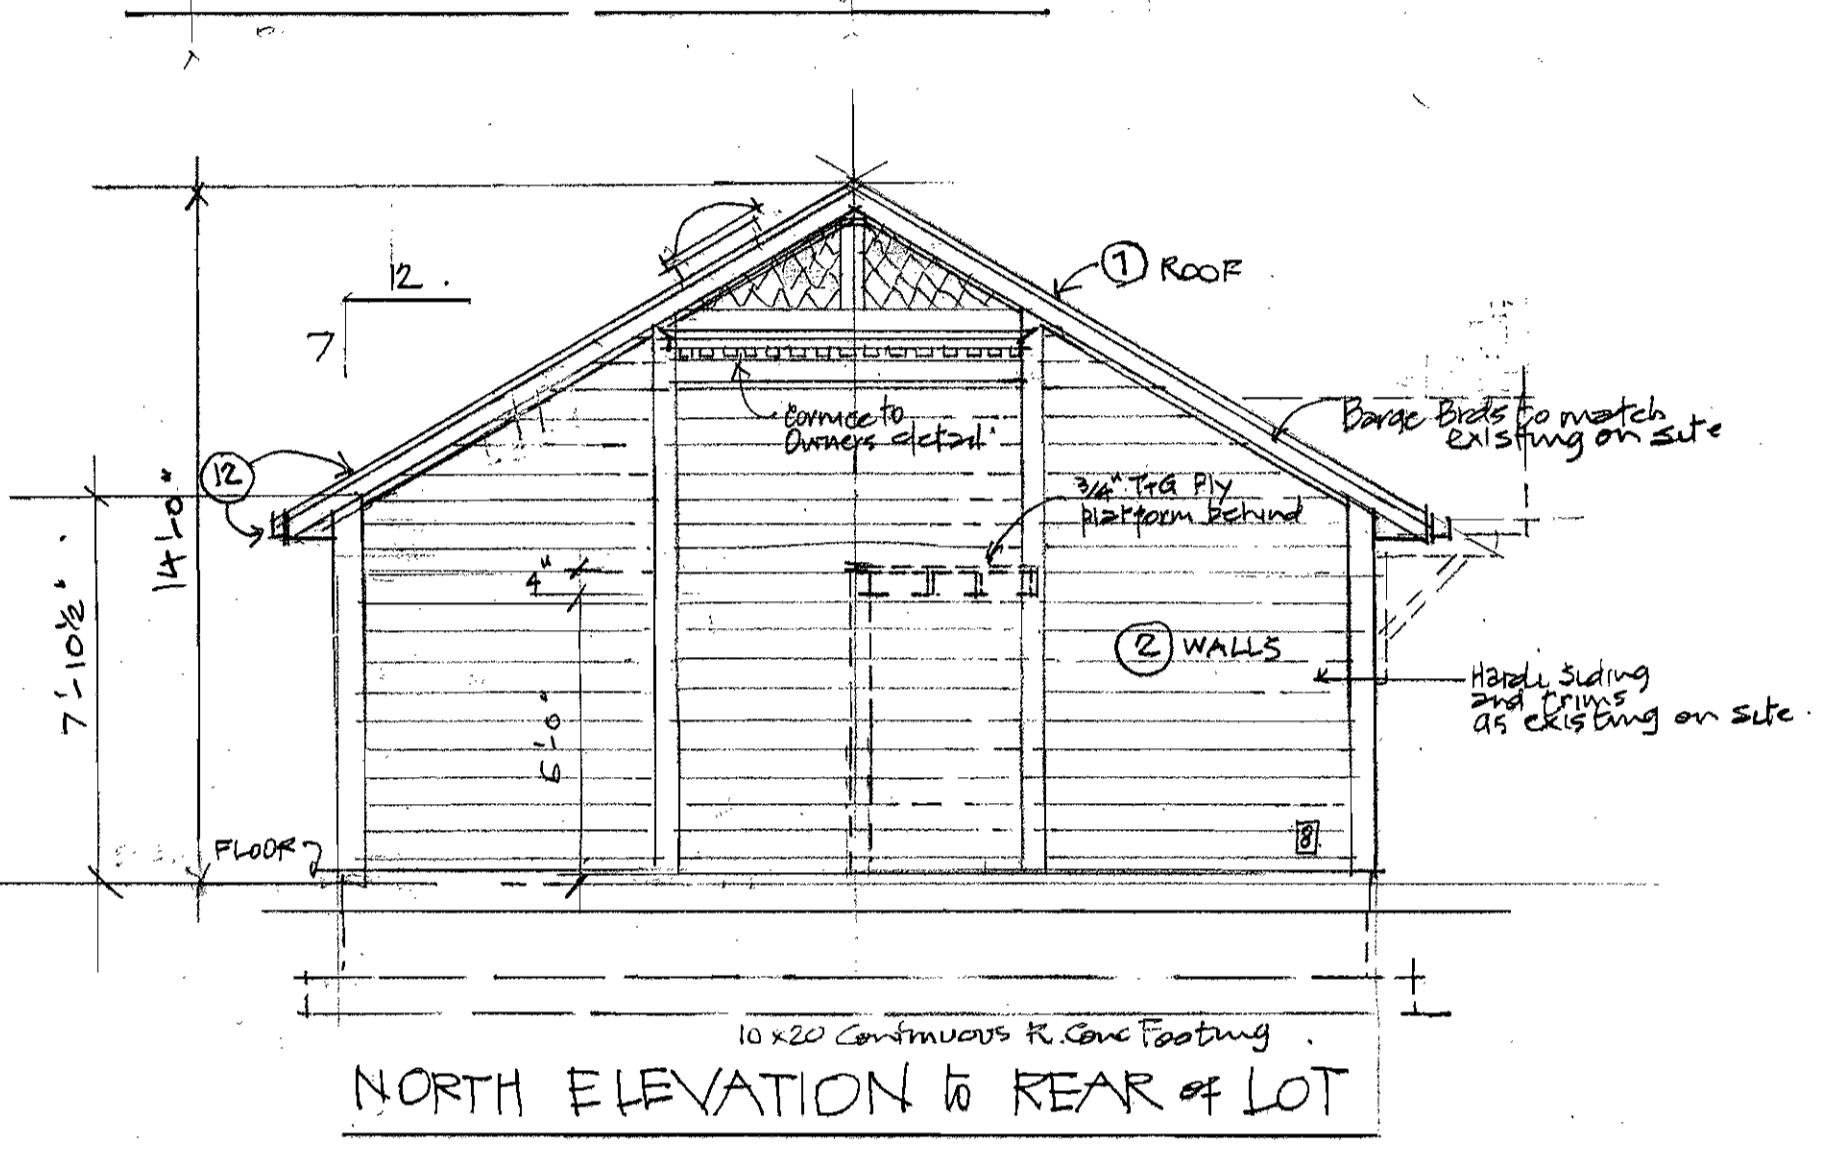 12
7
1 ROOF
Cornice to
Owners detail
Barge Brds to match
existing on site
12
14'-0"
7'-10½"
3/4" T+G Ply
platform behind
4"
6'-0"
2 WALLS
Hardi Siding
and trims
as existing on site.
8
FLOOR
10x20 Continuous R. Conc Footing.
NORTH ELEVATION to REAR of LOT